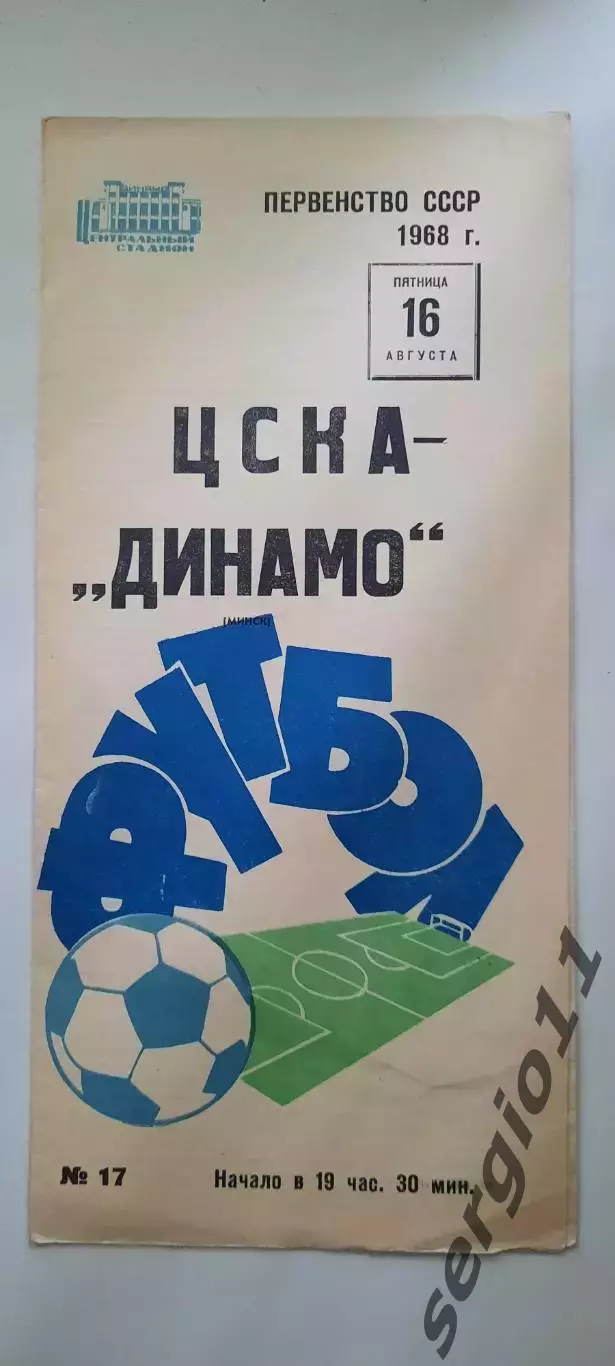 ДИНАМО
ЦЕНТРАЛЬНЫЙ
СТАДИОН
ПЕРВЕНСТВО СССР
1968 г.
ПЯТНИЦА
16
АВГУСТА
ЦСКА–
„ДИНАМО“
(МИНСК)
ФУТБОЛ
№ 17
Начало в 19 час. 30 мин.
sergio11